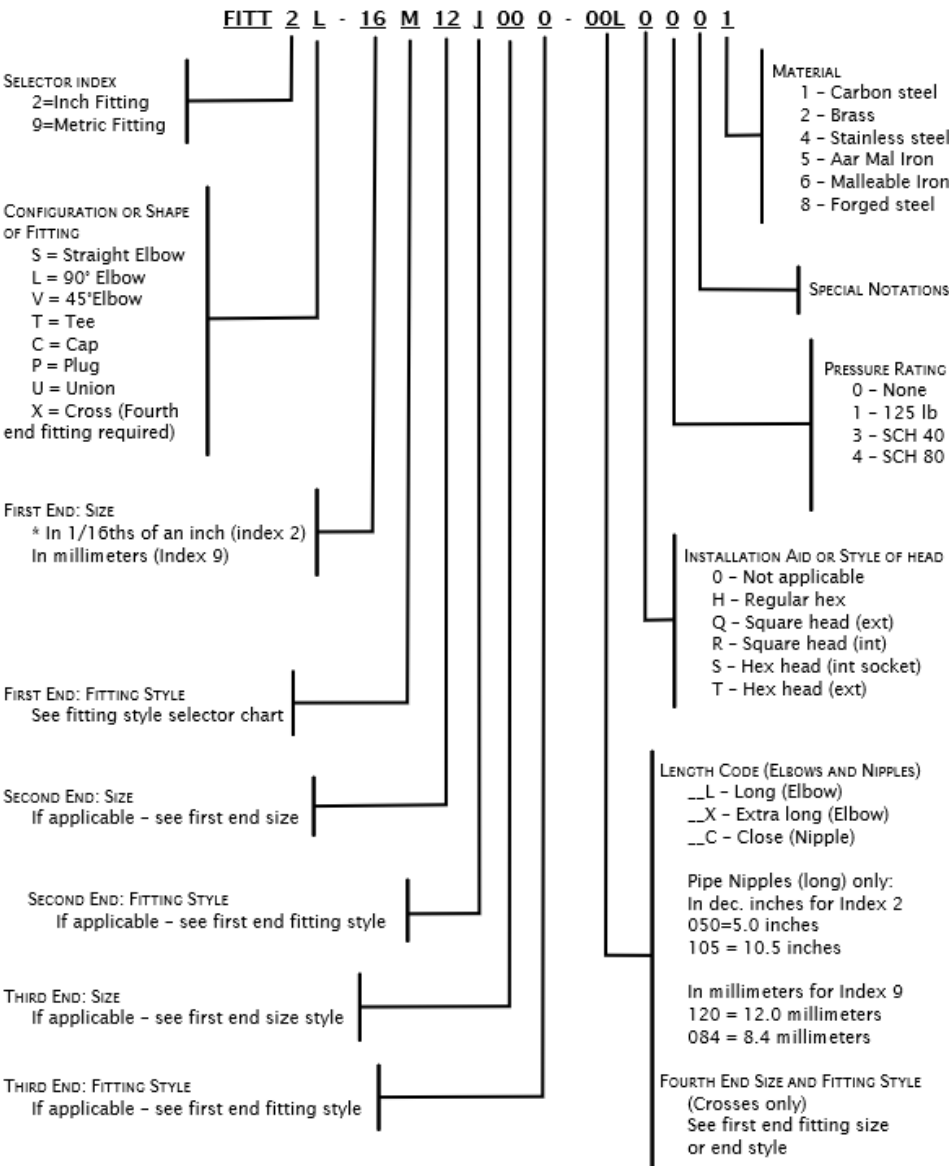 FITT 2 L - 16 M 12 J 00 0 - 00L 0 0 0 1
SELECTOR INDEX
2=Inch Fitting
9=Metric Fitting
CONFIGURATION OR SHAPE
OF FITTING
S = Straight Elbow
L = 90° Elbow
V = 45°Elbow
T = Tee
C = Cap
P = Plug
U = Union
X = Cross (Fourth
end fitting required)
FIRST END: SIZE
* In 1/16ths of an inch (index 2)
In millimeters (Index 9)
FIRST END: FITTING STYLE
See fitting style selector chart
SECOND END: SIZE
If applicable – see first end size
SECOND END: FITTING STYLE
If applicable – see first end fitting style
THIRD END: SIZE
If applicable – see first end size style
THIRD END: FITTING STYLE
If applicable – see first end fitting style
MATERIAL
1 – Carbon steel
2 – Brass
4 – Stainless steel
5 – Aar Mal Iron
6 – Malleable Iron
8 – Forged steel
SPECIAL NOTATIONS
PRESSURE RATING
0 – None
1 – 125 lb
3 – SCH 40
4 – SCH 80
INSTALLATION AID OR STYLE OF HEAD
0 – Not applicable
H – Regular hex
Q – Square head (ext)
R – Square head (int)
S – Hex head (int socket)
T – Hex head (ext)
LENGTH CODE (ELBOWS AND NIPPLES)
__L – Long (Elbow)
__X – Extra long (Elbow)
__C – Close (Nipple)
Pipe Nipples (long) only:
In dec. inches for Index 2
050=5.0 inches
105 = 10.5 inches
In millimeters for Index 9
120 = 12.0 millimeters
084 = 8.4 millimeters
FOURTH END SIZE AND FITTING STYLE
(Crosses only)
See first end fitting size
or end style